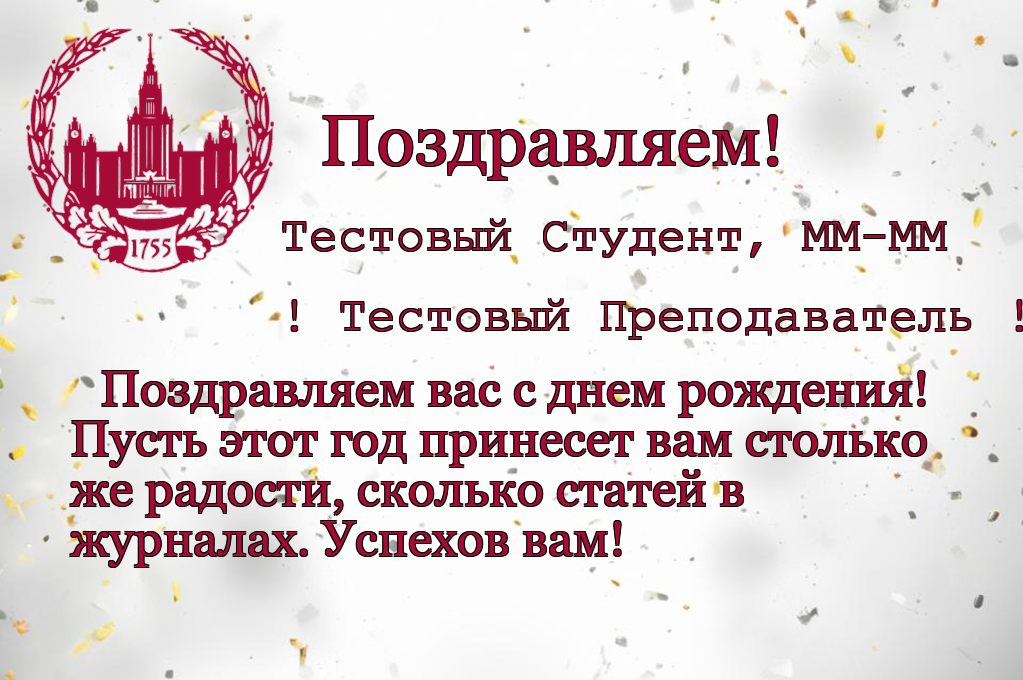 1755
Поздравляем!
Тестовый Студент, ММ-ММ
! Тестовый Преподаватель !
Поздравляем вас с днем рождения!
Пусть этот год принесет вам столько
же радости, сколько статей в
журналах. Успехов вам!